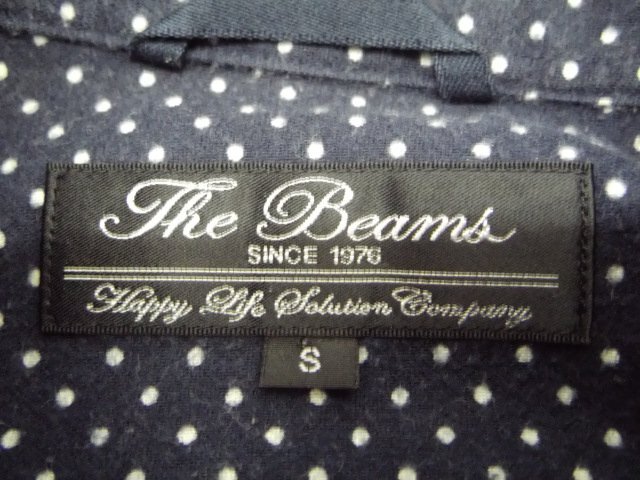 The Beams
SINCE 1976
Happy Life Solution Company
S